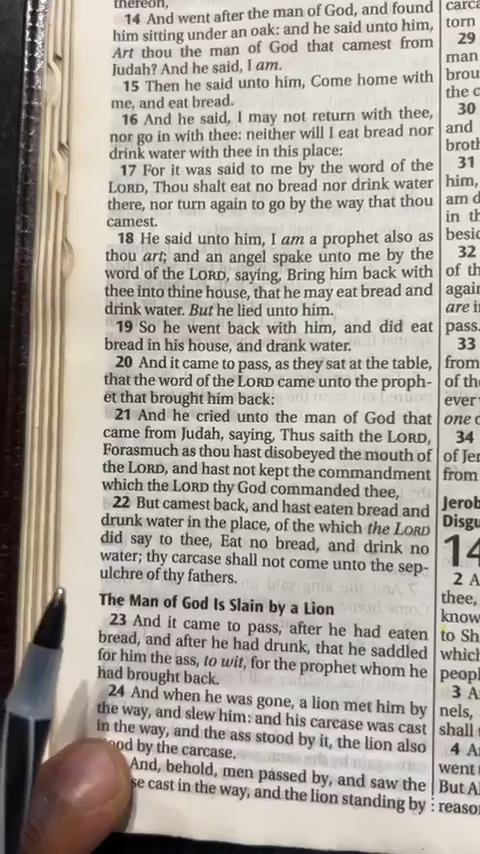 thereon,
14 And went after the man of God, and found
him sitting under an oak: and he said unto him,
Art thou the man of God that camest from
Judah? And he said, I am.
15 Then he said unto him, Come home with
me, and eat bread.
16 And he said, I may not return with thee,
nor go in with thee: neither will I eat bread nor
drink water with thee in this place:
17 For it was said to me by the word of the
LORD, Thou shalt eat no bread nor drink water
there, nor turn again to go by the way that thou
camest.
18 He said unto him, I am a prophet also as
thou art; and an angel spake unto me by the
word of the LORD, saying, Bring him back with
thee into thine house, that he may eat bread and
drink water. But he lied unto him.
19 So he went back with him, and did eat
bread in his house, and drank water.
20 And it came to pass, as they sat at the table,
that the word of the LORD came unto the proph-
et that brought him back:
21 And he cried unto the man of God that
came from Judah, saying, Thus saith the LORD,
Forasmuch as thou hast disobeyed the mouth of
the LORD, and hast not kept the commandment
which the LORD thy God commanded thee,
22 But camest back, and hast eaten bread and
drunk water in the place, of the which the LORD
did say to thee, Eat no bread, and drink no
water; thy carcase shall not come unto the sep-
ulchre of thy fathers.
The Man of God Is Slain by a Lion
23 And it came to pass, after he had eaten
bread, and after he had drunk, that he saddled
for him the ass, to wit, for the prophet whom he
had brought back.
24 And when he was gone, a lion met him by
the way, and slew him: and his carcase was cast
in the way, and the ass stood by it, the lion also
by the carcase.
And, behold, men passed by, and saw the
cast in the way, and the lion standing by
torn
29
man
the c
30
and
31
him,
am d
in th
32
of th
again
are i
pass.
33
from
of the
ever
one
34
of Jer
from
14
2 A
thee,
know
to Sh
which
3 A
nels,
shall
4 A
went
But A